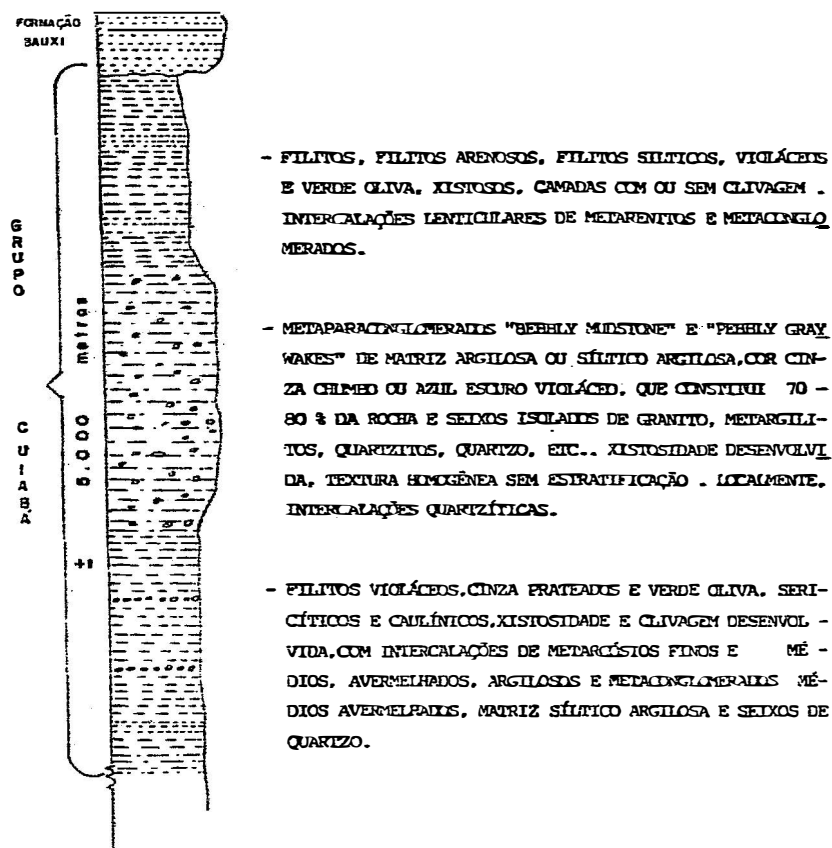 FORMAÇÃO
BAUXI
GRUPO
CUIABÁ
+t 5.000 metros
- FILITOS, FILITOS ARENOSOS, FILITOS SILTICOS, VIOLÁCEOS
E VERDE OLIVA, XISTOSOS, CAMADAS COM OU SEM CLIVAGEM .
INTERCALAÇÕES LENTICULARES DE METARENITOS E METACONGLO
MERADOS.
- METAPARACONGLOMERADOS "BEBHLY MUDSTONE" E "PEBHLY GRAY
WAKES" DE MATRIZ ARGILOSA OU SÍLTICO ARGILOSA,COR CIN-
ZA CHUMBO OU AZUL ESCURO VIOLÁCEO, QUE CONSTITUI 70 -
80 % DA ROCHA E SEIXOS ISOLADOS DE GRANITO, METARGILI-
TOS, QUARTZITOS, QUARTZO, ETC.. XISTOSIDADE DESENVOLVI
DA, TEXTURA HOMOGÊNEA SEM ESTRATIFICAÇÃO . LOCALMENTE,
INTERCALAÇÕES QUARTZÍTICAS.
- FILITOS VIOLÁCEOS,CINZA PRATEADOS E VERDE OLIVA, SERI-
CÍTICOS E CAULÍNICOS,XISTOSIDADE E CLIVAGEM DESENVOL -
VIDA,COM INTERCALAÇÕES DE METARCÓSIOS FINOS E MÉ -
DIOS, AVERMELHADOS, ARGILOSOS E METACONGLOMERADOS MÉ-
DIOS AVERMELHADOS, MATRIZ SÍLTICO ARGILOSA E SEIXOS DE
QUARTZO.